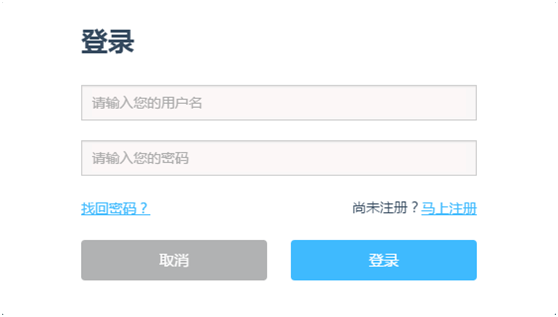 登录
请输入您的用户名
请输入您的密码
找回密码？ 尚未注册？马上注册
取消 登录